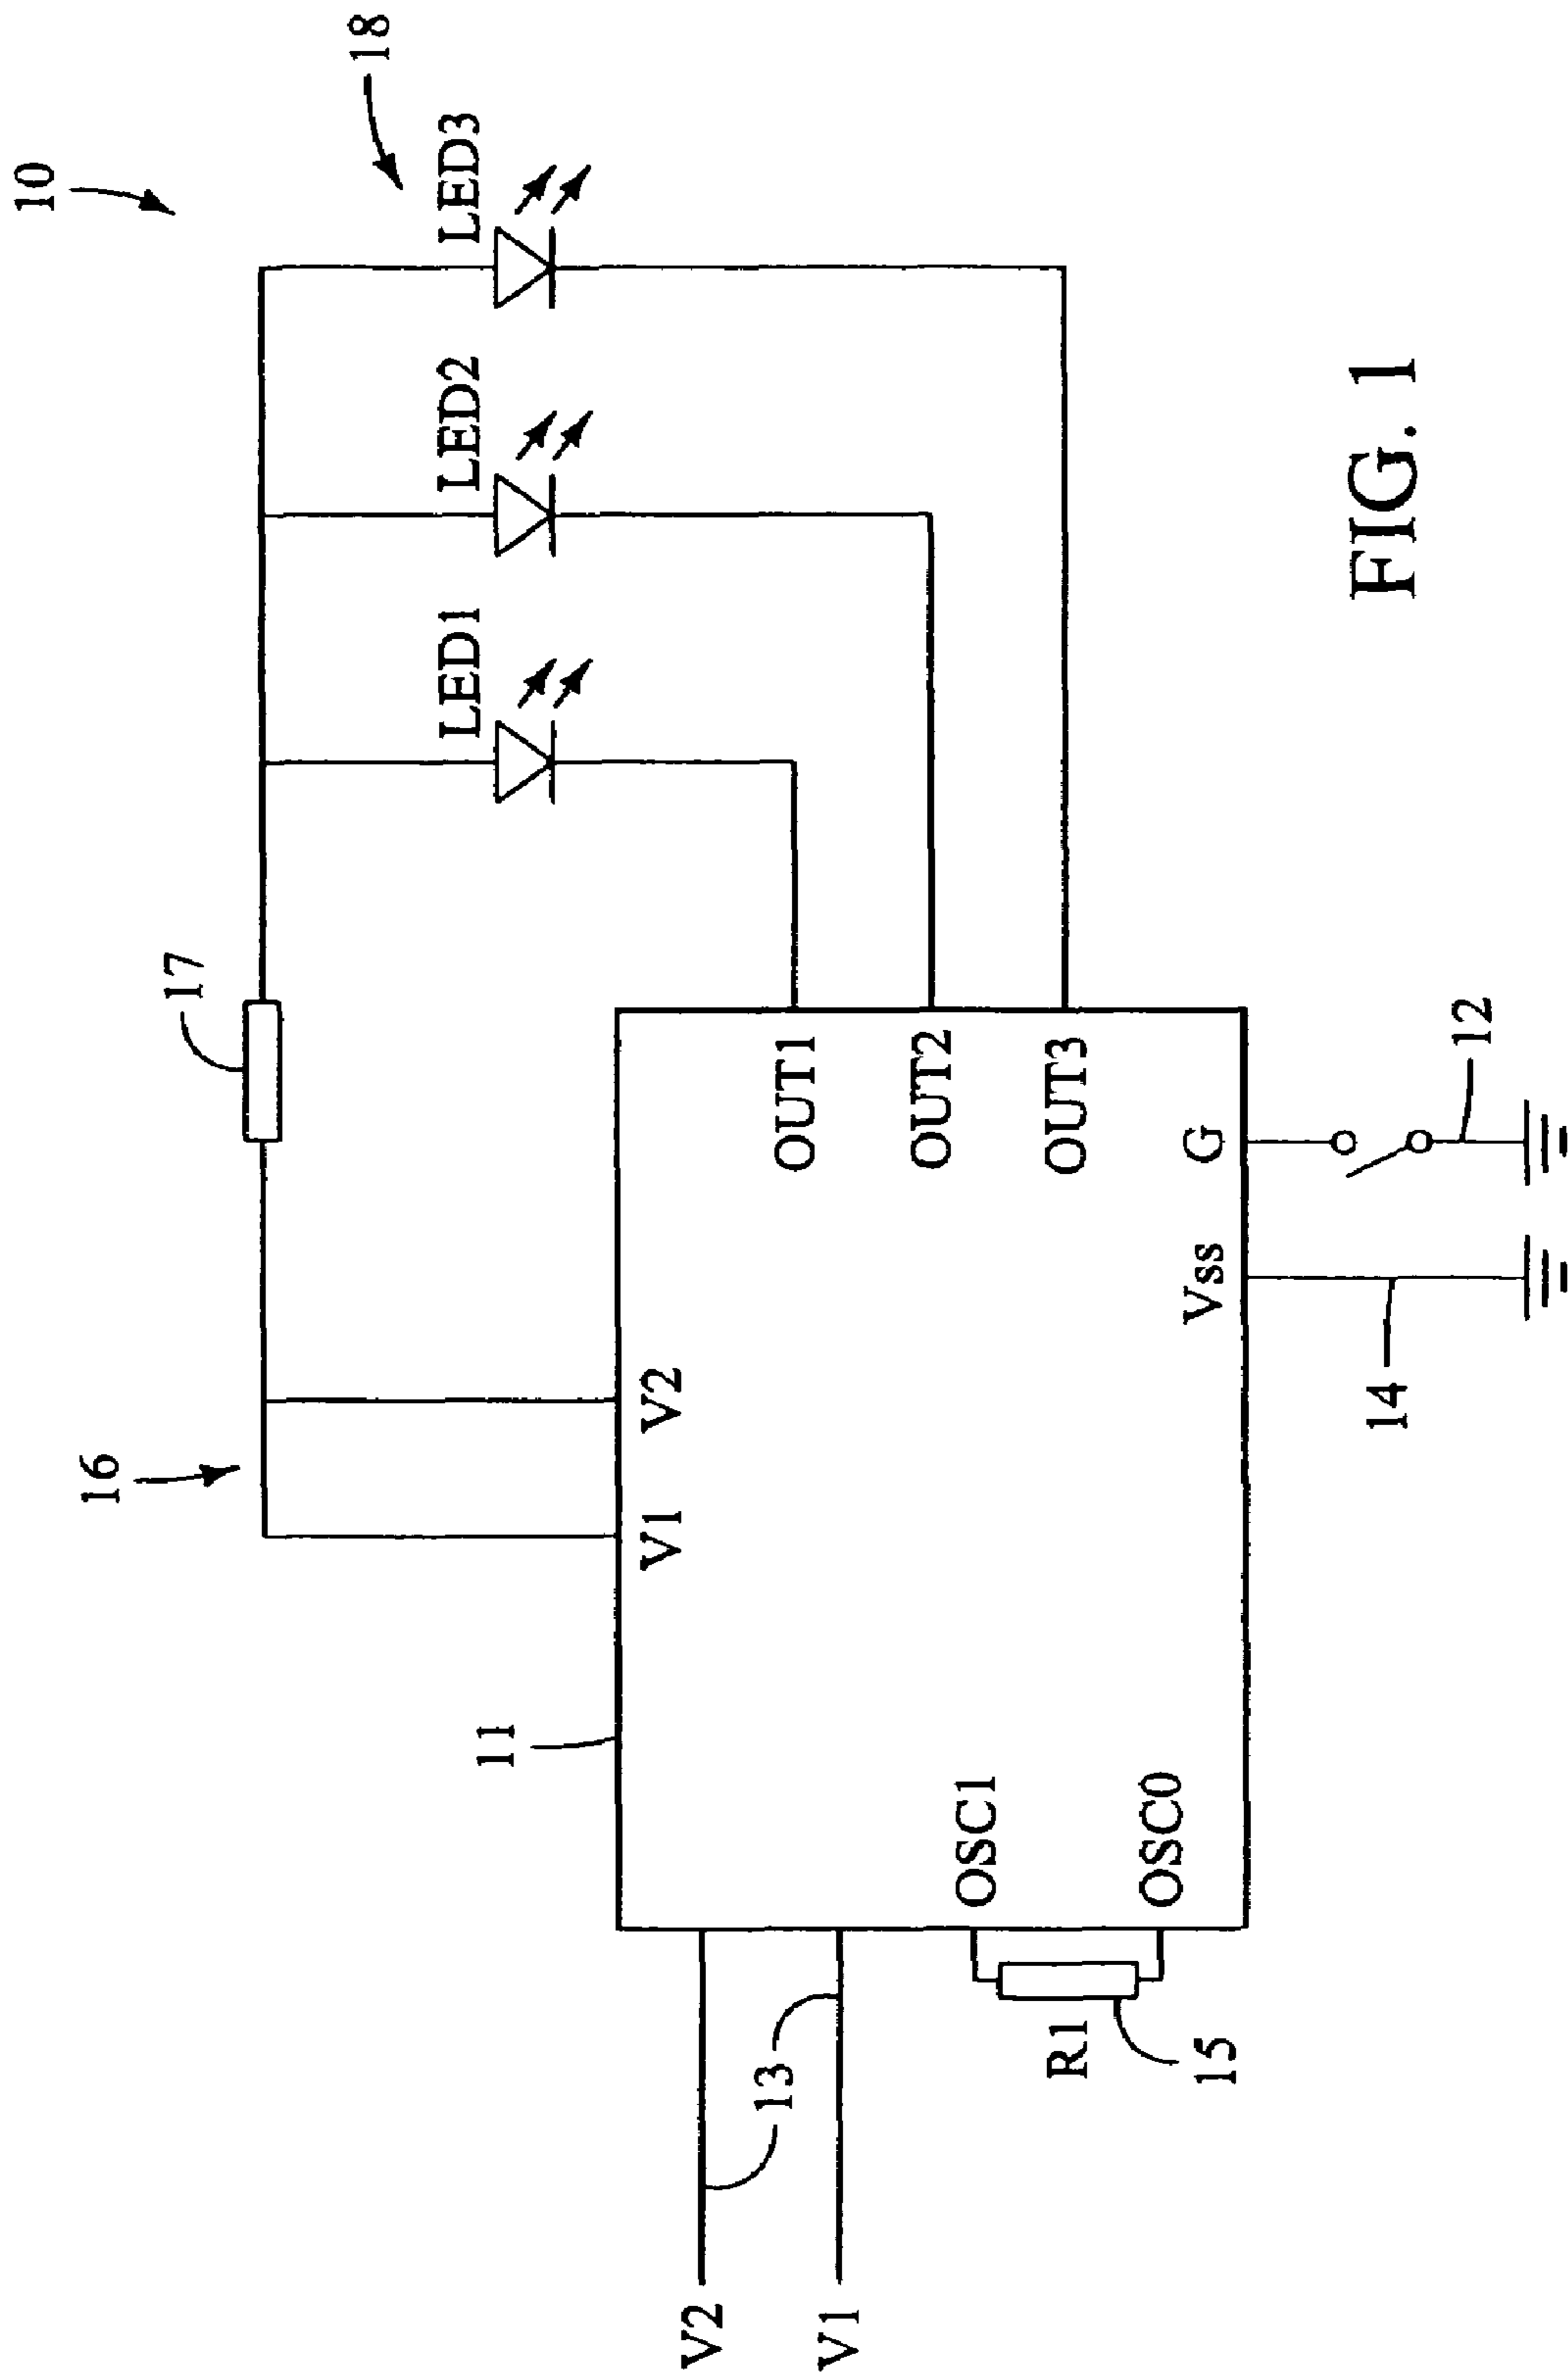 10
18
16
17
LED1
LED2
LED3
11
V1
V2
V2
V1
13
OUT1
OUT2
OUT3
OSC1
OSC0
R1
15
Vss
G
14
12
FIG. 1